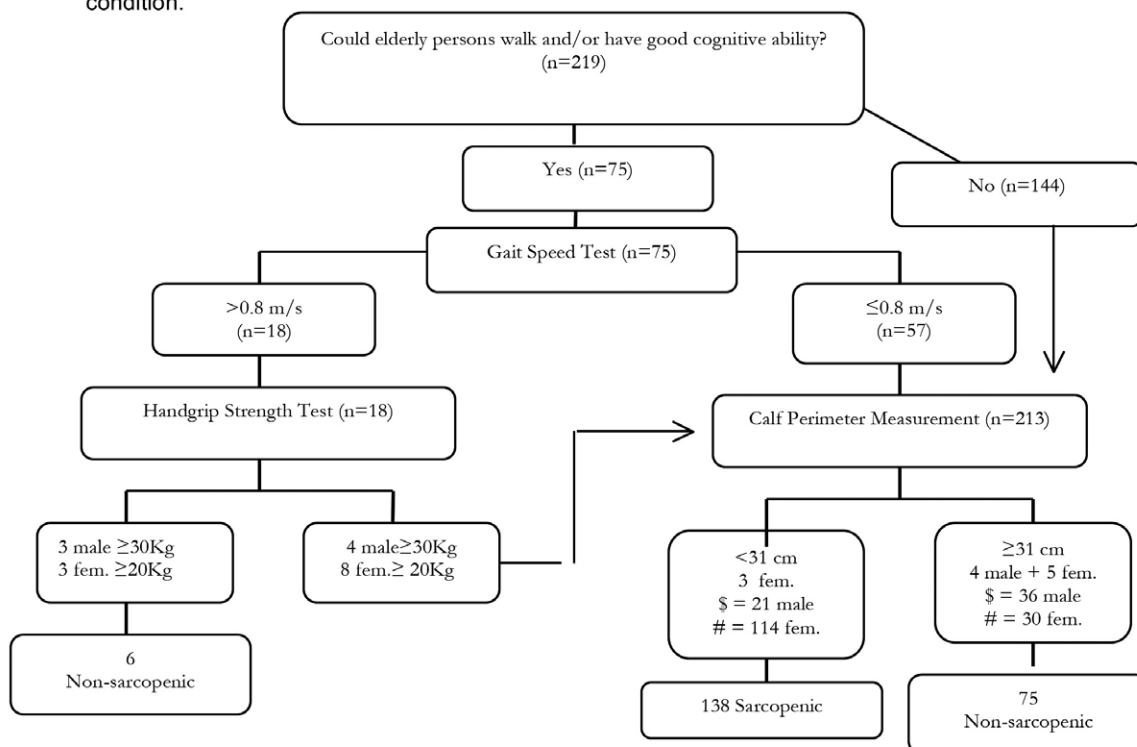 condition.
Could elderly persons walk and/or have good cognitive ability?
(n=219)
Yes (n=75)
No (n=144)
Gait Speed Test (n=75)
>0.8 m/s
(n=18)
≤0.8 m/s
(n=57)
Handgrip Strength Test (n=18)
Calf Perimeter Measurement (n=213)
3 male ≥30Kg
3 fem. ≥20Kg
4 male≥30Kg
8 fem.≥ 20Kg
<31 cm
3 fem.
$ = 21 male
# = 114 fem.
≥31 cm
4 male + 5 fem.
$ = 36 male
# = 30 fem.
6
Non-sarcopenic
138 Sarcopenic
75
Non-sarcopenic